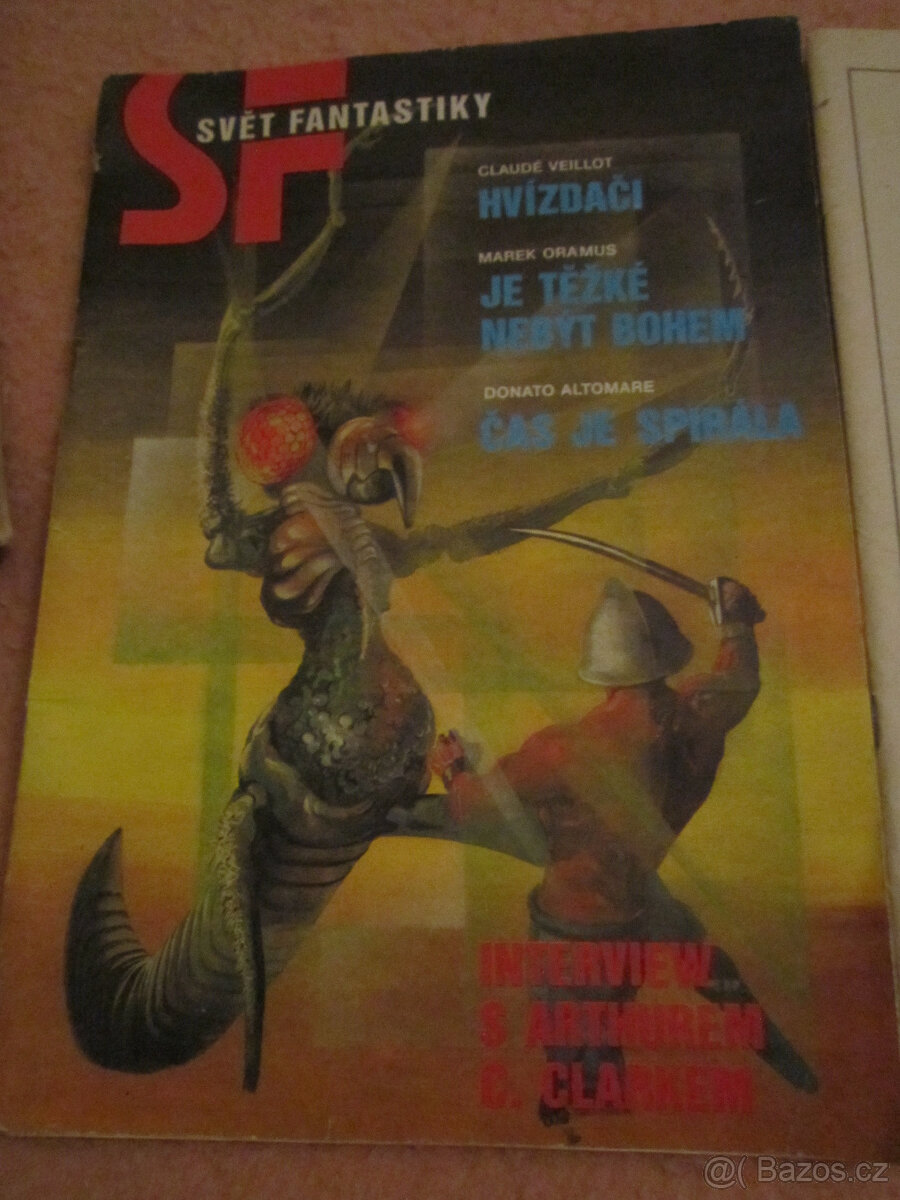 SF
SVĚT FANTASTIKY
CLAUDE VEILLOT
HVÍZDAČI
MAREK ORAMUS
JE TĚŽKÉ
NEBÝT BOHEM
DONATO ALTOMARE
ČAS JE SPIRÁLA
INTERVIEW
S ARTHUREM
C. CLARKEM
@( Bazos.cz